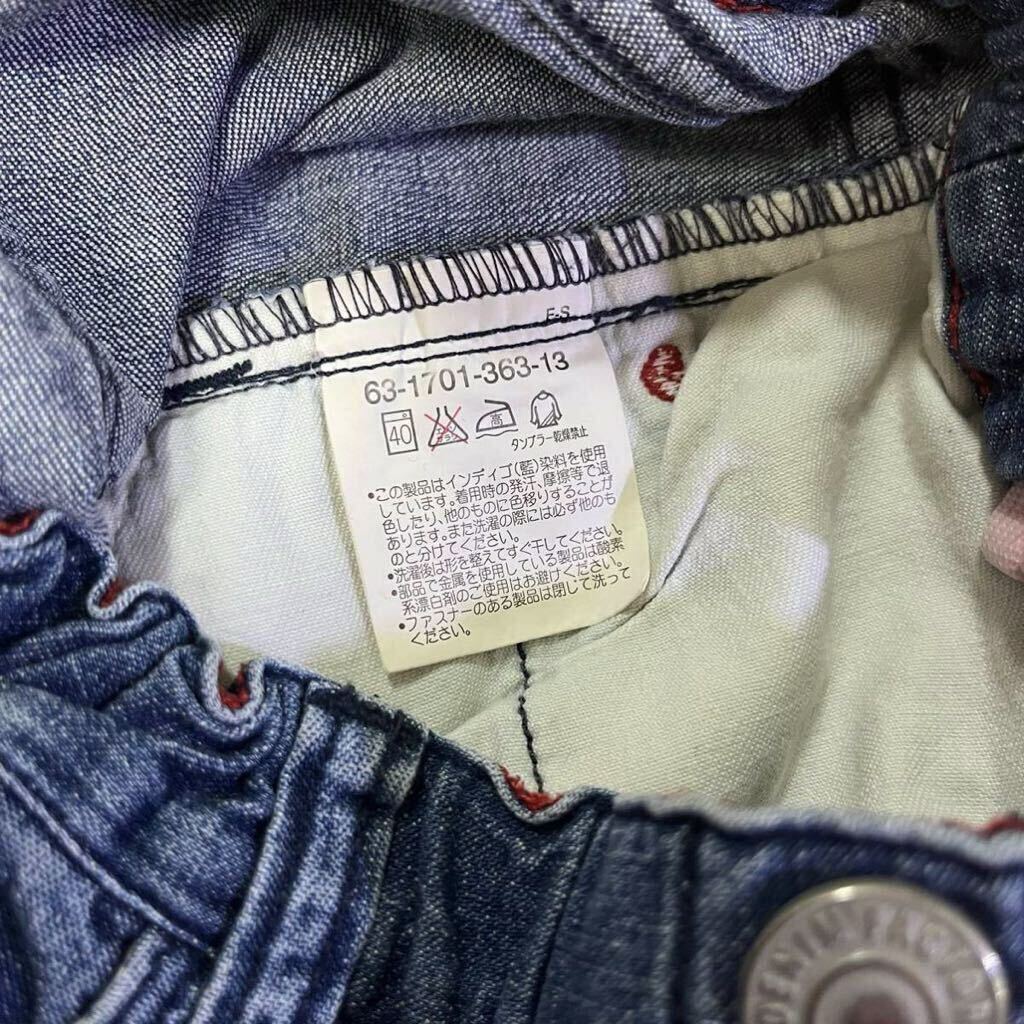 F-S
63-1701-363-13
40
エンソ
サラシ
高
タンブラー乾燥禁止
•この製品はインディゴ(藍)染料を使用
しています。着用時の発汗、摩擦等で退
色したり、他のものに色移りすることが
あります。また洗濯の際には必ず他のも
のと分けてください。
•洗濯後は形を整えてすぐ干してください。
•部品で金属を使用している製品は酸素
系漂白剤のご使用はお避けください。
•ファスナーのある製品は閉じて洗って
ください。
DENIM FACTOR